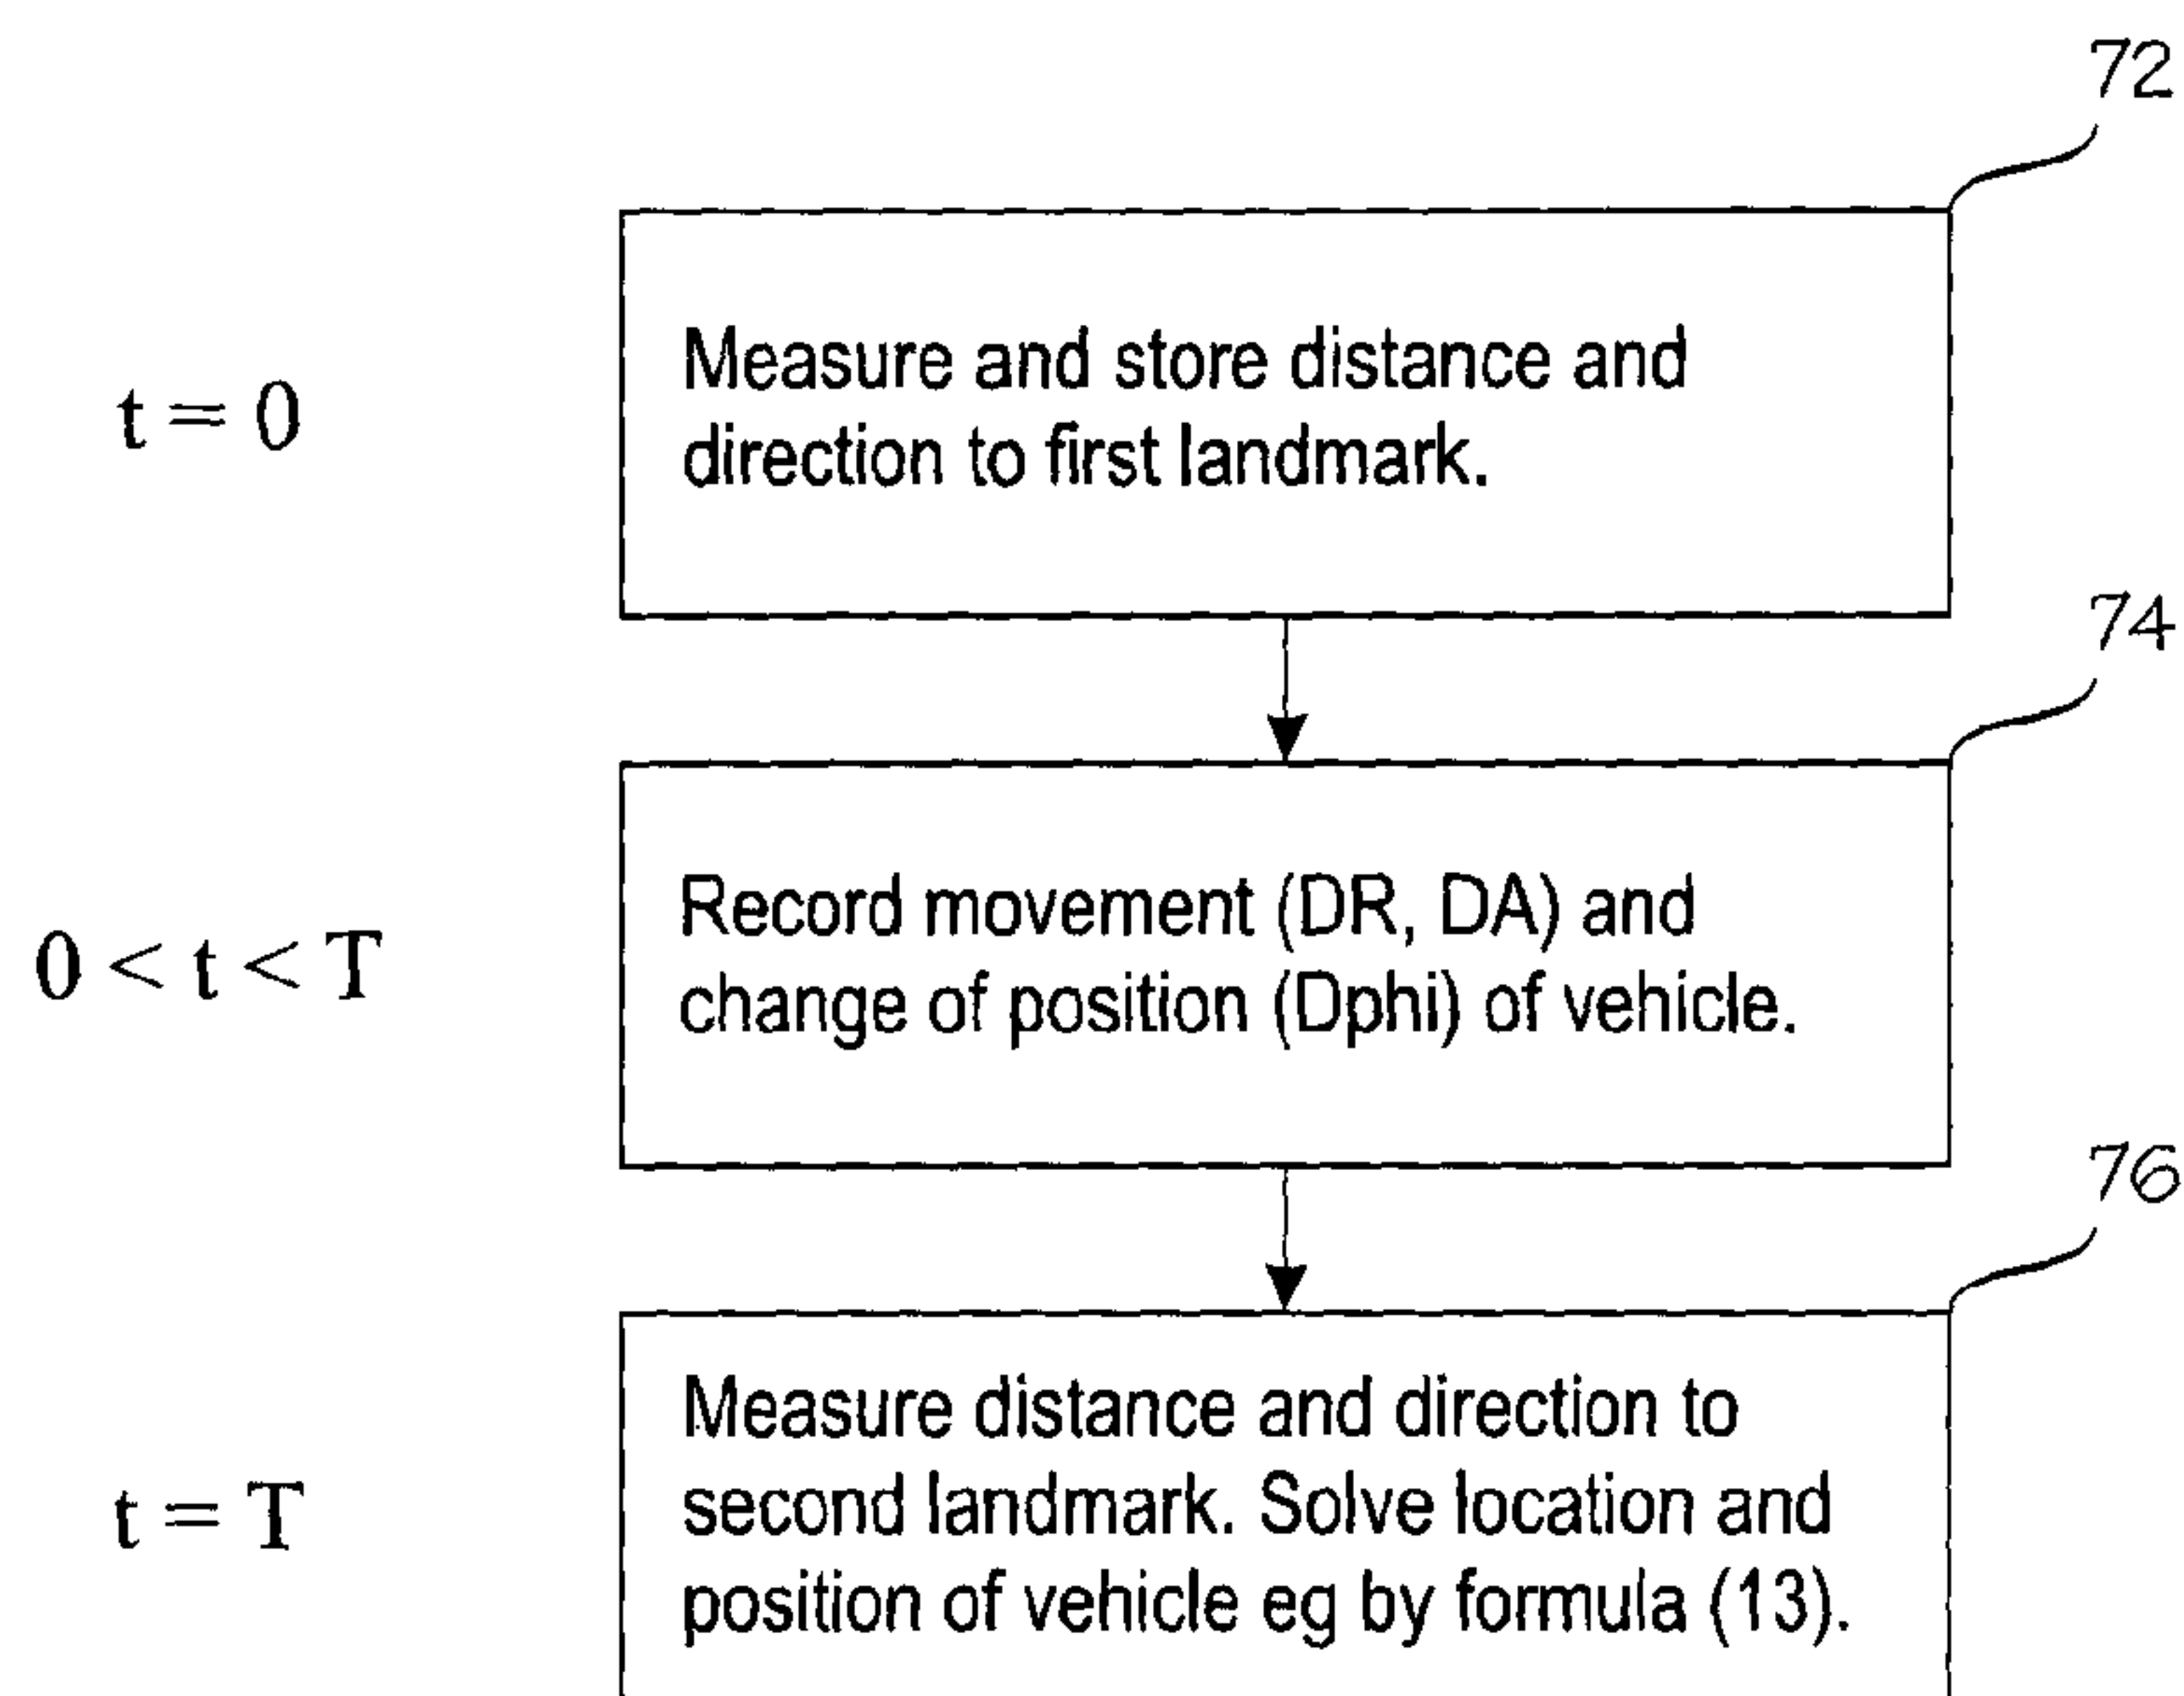 72
t = 0
Measure and store distance and
direction to first landmark.
74
0 < t < T
Record movement (DR, DA) and
change of position (Dphi) of vehicle.
76
t = T
Measure distance and direction to
second landmark. Solve location and
position of vehicle eg by formula (13).